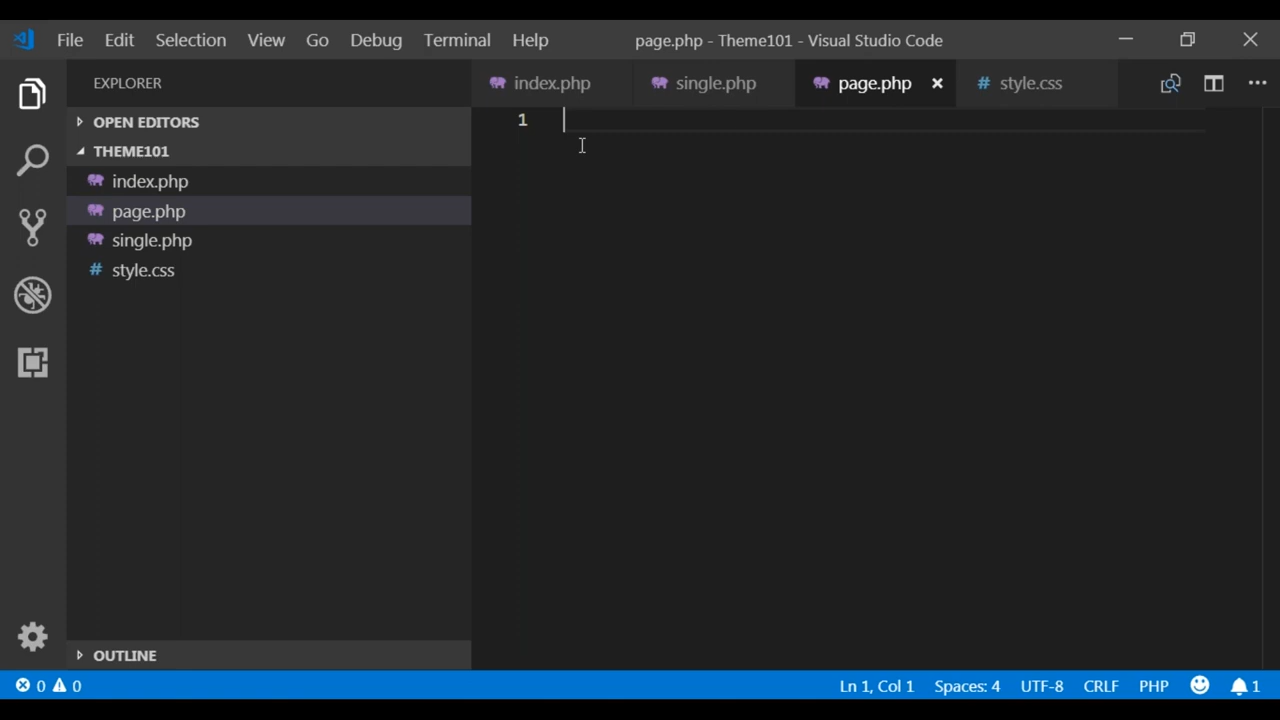 File Edit Selection View Go Debug Terminal Help page.php - Theme101 - Visual Studio Code
EXPLORER
index.php single.php page.php style.css
OPEN EDITORS
THEME101
index.php
page.php
single.php
# style.css
1
OUTLINE
0 0 Ln 1, Col 1 Spaces: 4 UTF-8 CRLF PHP 1